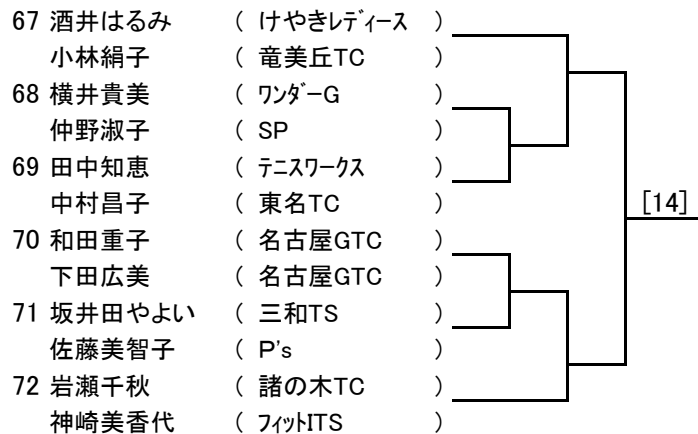 67 酒井はるみ ( けやきレディース )
小林絹子 ( 竜美丘TC )
68 横井貴美 ( ワンダーG )
仲野淑子 ( SP )
69 田中知恵 ( テニスワークス )
中村昌子 ( 東名TC )
[14]
70 和田重子 ( 名古屋GTC )
下田広美 ( 名古屋GTC )
71 坂井田やよい ( 三和TS )
佐藤美智子 ( P's )
72 岩瀬千秋 ( 諸の木TC )
神崎美香代 ( フィットITS )